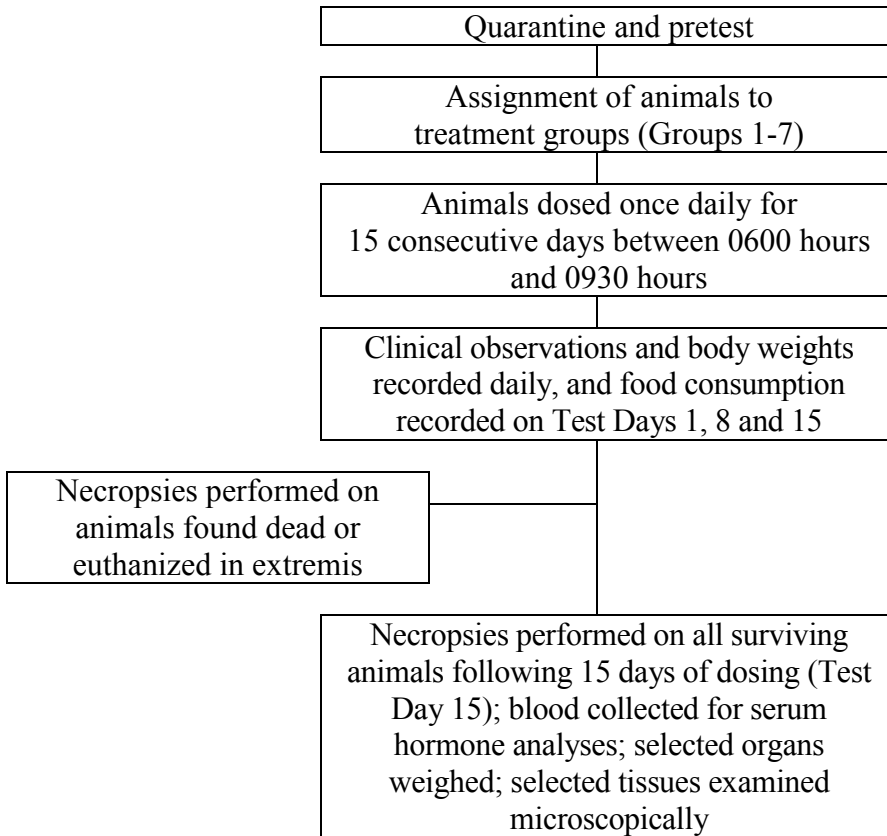 Quarantine and pretest
Assignment of animals to
treatment groups (Groups 1-7)
Animals dosed once daily for
15 consecutive days between 0600 hours
and 0930 hours
Clinical observations and body weights
recorded daily, and food consumption
recorded on Test Days 1, 8 and 15
Necropsies performed on
animals found dead or
euthanized in extremis
Necropsies performed on all surviving
animals following 15 days of dosing (Test
Day 15); blood collected for serum
hormone analyses; selected organs
weighed; selected tissues examined
microscopically